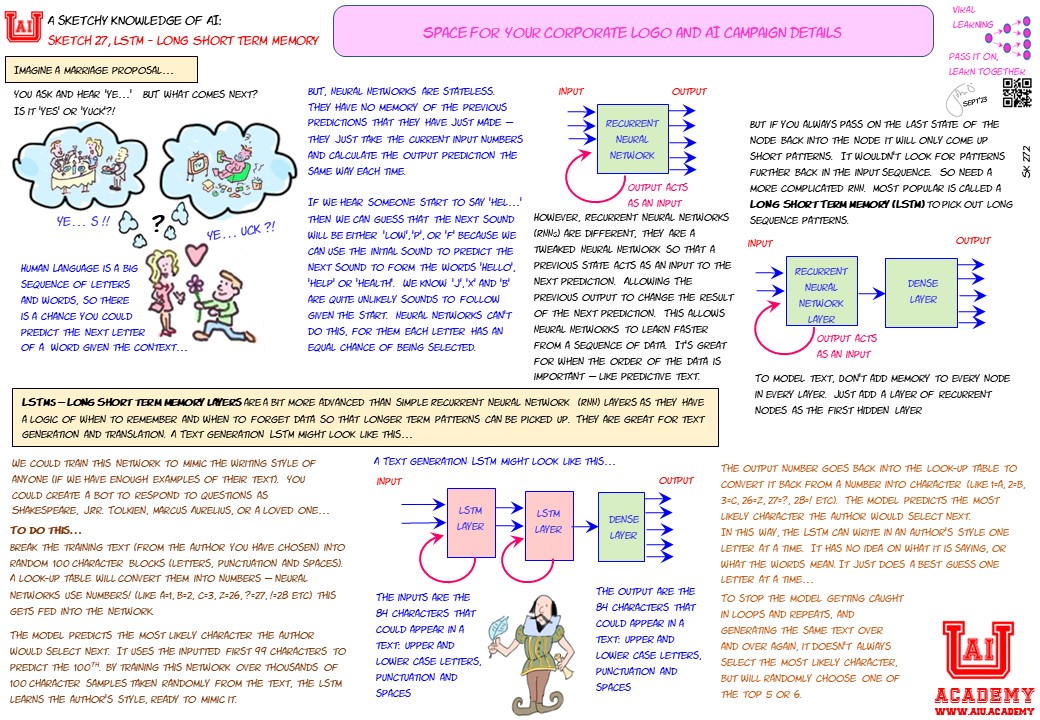 AI
U
A SKETCHY KNOWLEDGE OF AI:
SKETCH 27, LSTM - LONG SHORT TERM MEMORY
SPACE FOR YOUR CORPORATE LOGO AND AI CAMPAIGN DETAILS
VIRAL
LEARNING
PASS IT ON,
LEARN TOGETHER
SEPT'23
SK 27.2
IMAGINE A MARRIAGE PROPOSAL...
YOU ASK AND HEAR 'YE...' BUT WHAT COMES NEXT?
IS IT 'YES' OR 'YUCK'?!
YE... S !!
?
YE... UCK ?!
HUMAN LANGUAGE IS A BIG
SEQUENCE OF LETTERS
AND WORDS, SO THERE
IS A CHANCE YOU COULD
PREDICT THE NEXT LETTER
OF A WORD GIVEN THE CONTEXT...
BUT, NEURAL NETWORKS ARE STATELESS.
THEY HAVE NO MEMORY OF THE PREVIOUS
PREDICTIONS THAT THEY HAVE JUST MADE –
THEY JUST TAKE THE CURRENT INPUT NUMBERS
AND CALCULATE THE OUTPUT PREDICTION THE
SAME WAY EACH TIME.
IF WE HEAR SOMEONE START TO SAY 'HEL...'
THEN WE CAN GUESS THAT THE NEXT SOUND
WILL BE EITHER 'LOW','P', OR 'F' BECAUSE WE
CAN USE THE INITIAL SOUND TO PREDICT THE
NEXT SOUND TO FORM THE WORDS 'HELLO',
'HELP' OR 'HEALTH'. WE KNOW 'J','X' AND 'B'
ARE QUITE UNLIKELY SOUNDS TO FOLLOW
GIVEN THE START. NEURAL NETWORKS CAN'T
DO THIS, FOR THEM EACH LETTER HAS AN
EQUAL CHANCE OF BEING SELECTED.
INPUT
OUTPUT
RECURRENT
NEURAL
NETWORK
OUTPUT ACTS
AS AN INPUT
HOWEVER, RECURRENT NEURAL NETWORKS
(RNNs) ARE DIFFERENT, THEY ARE A
TWEAKED NEURAL NETWORK SO THAT A
PREVIOUS STATE ACTS AS AN INPUT TO THE
NEXT PREDICTION. ALLOWING THE
PREVIOUS OUTPUT TO CHANGE THE RESULT
OF THE NEXT PREDICTION. THIS ALLOWS
NEURAL NETWORKS TO LEARN FASTER
FROM A SEQUENCE OF DATA. IT'S GREAT
FOR WHEN THE ORDER OF THE DATA IS
IMPORTANT – LIKE PREDICTIVE TEXT.
BUT IF YOU ALWAYS PASS ON THE LAST STATE OF THE
NODE BACK INTO THE NODE IT WILL ONLY COME UP
SHORT PATTERNS. IT WOULDN'T LOOK FOR PATTERNS
FURTHER BACK IN THE INPUT SEQUENCE. SO NEED A
MORE COMPLICATED RNN. MOST POPULAR IS CALLED A
LONG SHORT TERM MEMORY (LSTM) TO PICK OUT LONG
SEQUENCE PATTERNS.
INPUT
OUTPUT
RECURRENT
NEURAL
NETWORK
LAYER
DENSE
LAYER
OUTPUT ACTS
AS AN INPUT
TO MODEL TEXT, DON'T ADD MEMORY TO EVERY NODE
IN EVERY LAYER. JUST ADD A LAYER OF RECURRENT
NODES AS THE FIRST HIDDEN LAYER
LSTMs – LONG SHORT TERM MEMORY LAYERS ARE A BIT MORE ADVANCED THAN SIMPLE RECURRENT NEURAL NETWORK (RNN) LAYERS AS THEY HAVE
A LOGIC OF WHEN TO REMEMBER AND WHEN TO FORGET DATA SO THAT LONGER TERM PATTERNS CAN BE PICKED UP. THEY ARE GREAT FOR TEXT
GENERATION AND TRANSLATION. A TEXT GENERATION LSTM MIGHT LOOK LIKE THIS...
WE COULD TRAIN THIS NETWORK TO MIMIC THE WRITING STYLE OF
ANYONE (IF WE HAVE ENOUGH EXAMPLES OF THEIR TEXT). YOU
COULD CREATE A BOT TO RESPOND TO QUESTIONS AS
SHAKESPEARE, JRR. TOLKIEN, MARCUS AURELIUS, OR A LOVED ONE...
TO DO THIS...
BREAK THE TRAINING TEXT (FROM THE AUTHOR YOU HAVE CHOSEN) INTO
RANDOM 100 CHARACTER BLOCKS (LETTERS, PUNCTUATION AND SPACES).
A LOOK-UP TABLE WILL CONVERT THEM INTO NUMBERS – NEURAL
NETWORKS USE NUMBERS! (LIKE A=1, B=2, C=3, Z=26, ?=27, !=28 ETC) THIS
GETS FED INTO THE NETWORK.
THE MODEL PREDICTS THE MOST LIKELY CHARACTER THE AUTHOR
WOULD SELECT NEXT. IT USES THE INPUTTED FIRST 99 CHARACTERS TO
PREDICT THE 100TH. BY TRAINING THIS NETWORK OVER THOUSANDS OF
100 CHARACTER SAMPLES TAKEN RANDOMLY FROM THE TEXT, THE LSTM
LEARNS THE AUTHOR'S STYLE, READY TO MIMIC IT.
A TEXT GENERATION LSTM MIGHT LOOK LIKE THIS...
INPUT
OUTPUT
LSTM
LAYER
LSTM
LAYER
DENSE
LAYER
THE INPUTS ARE THE
84 CHARACTERS THAT
COULD APPEAR IN A
TEXT: UPPER AND
LOWER CASE LETTERS,
PUNCTUATION AND
SPACES
THE OUTPUT ARE THE
84 CHARACTERS THAT
COULD APPEAR IN A
TEXT: UPPER AND
LOWER CASE LETTERS,
PUNCTUATION AND
SPACES
THE OUTPUT NUMBER GOES BACK INTO THE LOOK-UP TABLE TO
CONVERT IT BACK FROM A NUMBER INTO CHARACTER (LIKE 1=A, 2=B,
3=C, 26=Z, 27=?, 28=! ETC). THE MODEL PREDICTS THE MOST
LIKELY CHARACTER THE AUTHOR WOULD SELECT NEXT.
IN THIS WAY, THE LSTM CAN WRITE IN AN AUTHOR'S STYLE ONE
LETTER AT A TIME. IT HAS NO IDEA ON WHAT IT IS SAYING, OR
WHAT THE WORDS MEAN. IT JUST DOES A BEST GUESS ONE
LETTER AT A TIME...
TO STOP THE MODEL GETTING CAUGHT
IN LOOPS AND REPEATS, AND
GENERATING THE SAME TEXT OVER
AND OVER AGAIN, IT DOESN'T ALWAYS
SELECT THE MOST LIKELY CHARACTER,
BUT WILL RANDOMLY CHOOSE ONE OF
THE TOP 5 OR 6.
AI
U
ACADEMY
WWW.AIU.ACADEMY